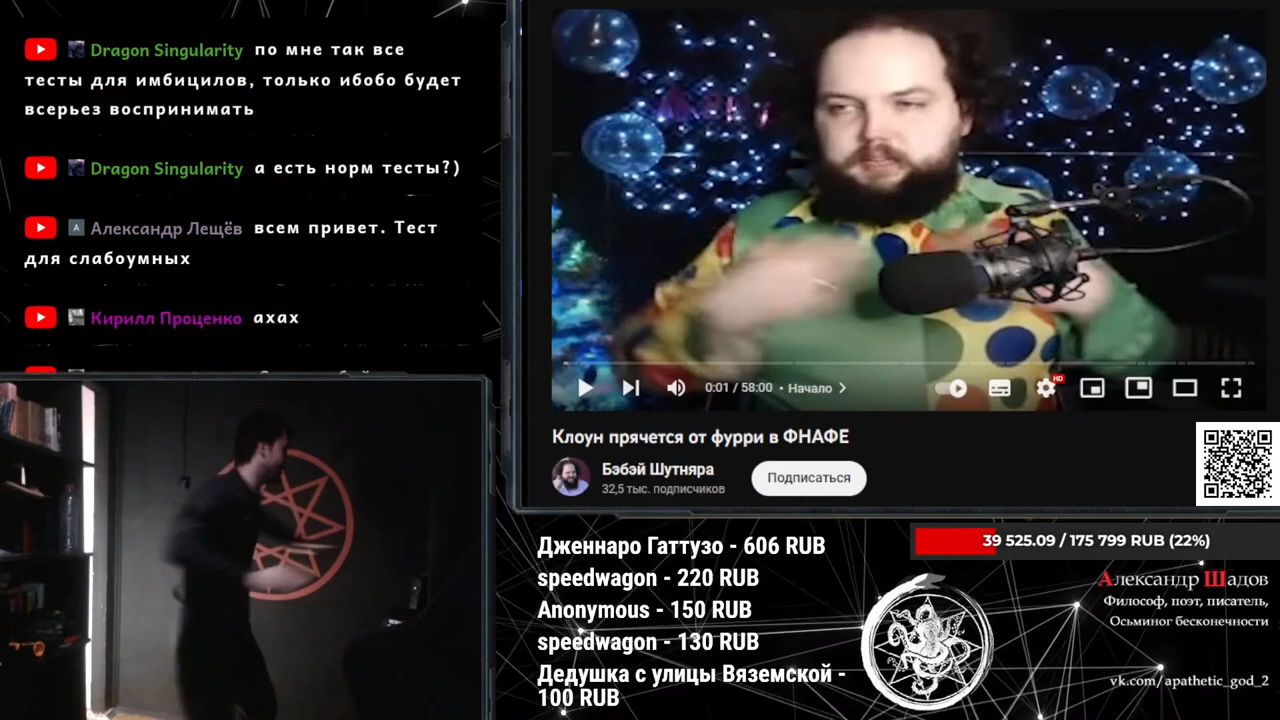 Dragon Singularity по мне так все
тесты для имбицилов, только ибобо будет
всерьез воспринимать
Dragon Singularity а есть норм тесты?)
А Александр Лещёв всем привет. Тест
для слабоумных
Кирилл Проценко ахах
0:01 / 58:00 • Начало
HD
Клоун прячется от фурри в ФНАФЕ
Бэбэй Шутняра
32,5 тыс. подписчиков
Подписаться
Дженнаро Гаттузо - 606 RUB
speedwagon - 220 RUB
Anonymous - 150 RUB
speedwagon - 130 RUB
Дедушка с улицы Вяземской -
100 RUB
39 525.09 / 175 799 RUB (22%)
Александр Шадов
Философ, поэт, писатель,
Осьминог бесконечности
vk.com/apathetic_god_2